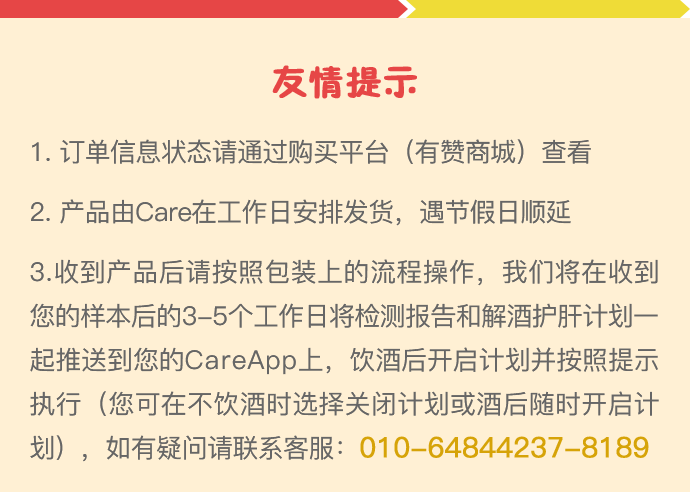 友情提示
1. 订单信息状态请通过购买平台（有赞商城）查看
2. 产品由Care在工作日安排发货，遇节假日顺延
3.收到产品后请按照包装上的流程操作，我们将在收到
您的样本后的3–5个工作日将检测报告和解酒护肝计划一
起推送到您的CareApp上，饮酒后开启计划并按照提示
执行（您可在不饮酒时选择关闭计划或酒后随时开启计
划），如有疑问请联系客服：010–64844237–8189